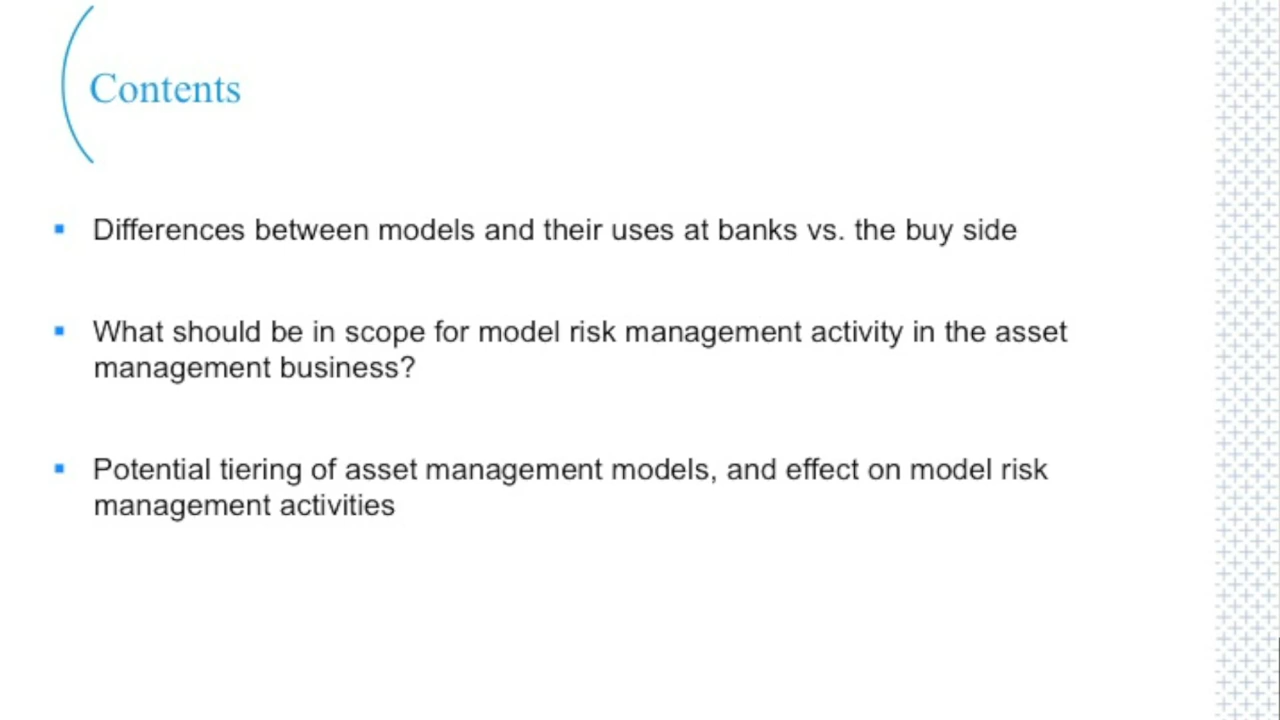 Contents
Differences between models and their uses at banks vs. the buy side
What should be in scope for model risk management activity in the asset
management business?
Potential tiering of asset management models, and effect on model risk
management activities